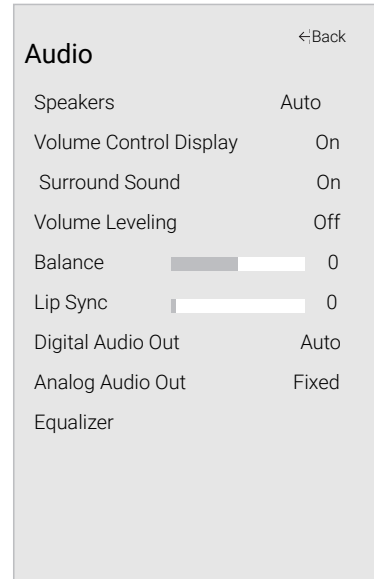 ←Back
Audio
Speakers Auto
Volume Control Display On
Surround Sound On
Volume Leveling Off
Balance 0
Lip Sync 0
Digital Audio Out Auto
Analog Audio Out Fixed
Equalizer